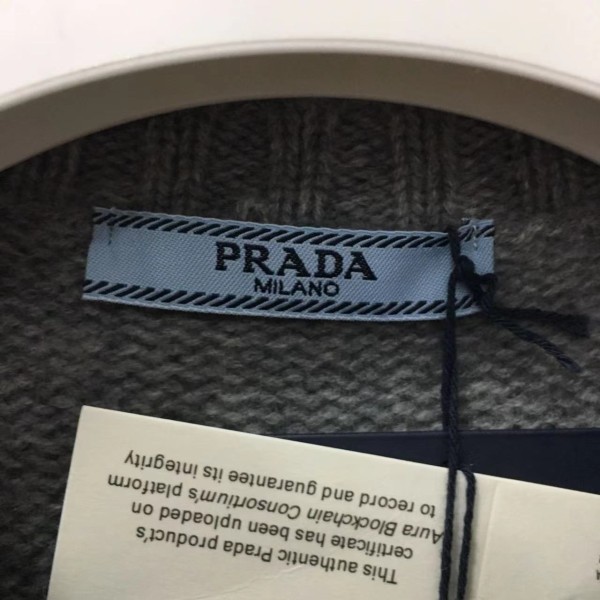 PRADA
MILANO
This authentic Prada product's
certificate has been uploaded on
Aura Blockchain Consortium's platform
to record and guarantee its integrity